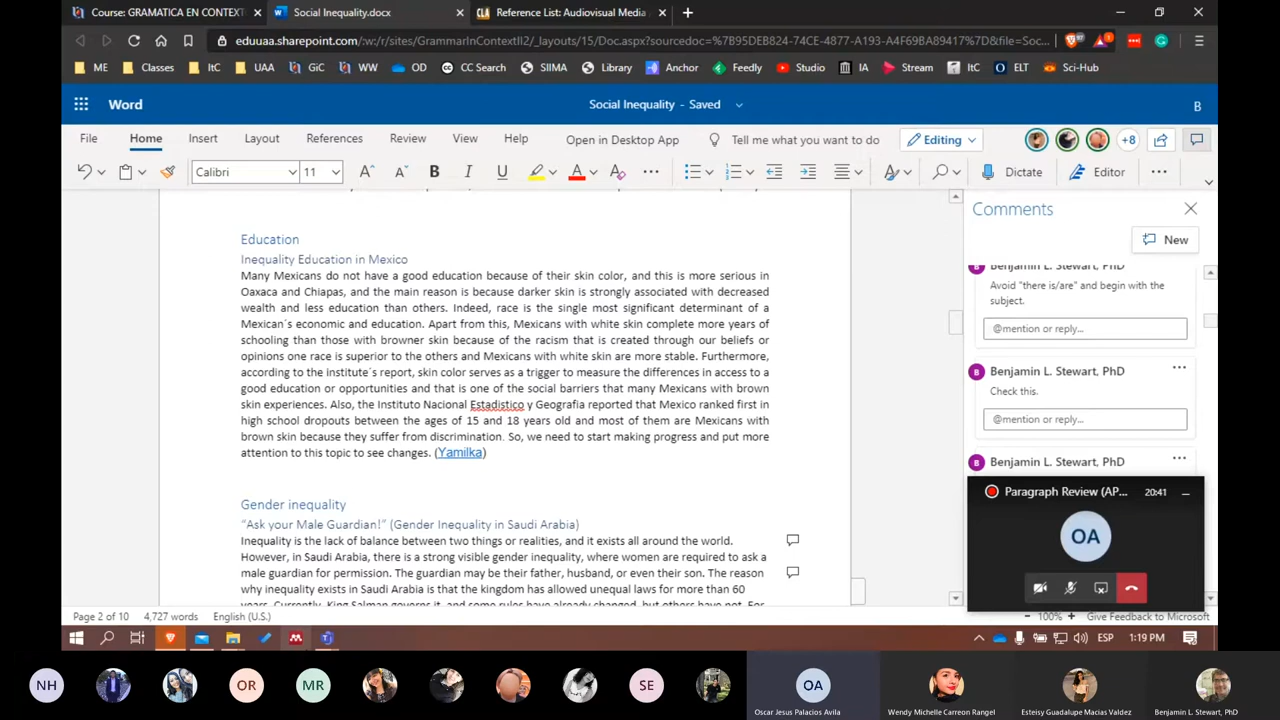 Course: GRAMATICA EN CONTEXT
Social Inequality.docx
Reference List: Audiovisual Media
eduuaa.sharepoint.com/:w:/r/sites/GrammarInContextII2/_layouts/15/Doc.aspx?sourcedoc=%7B95DEB824-74CE-4877-A193-A4F69BA89417%7D&file=Soc...
ME Classes ItC UAA GiC WW OD CC Search SIIMA Library Anchor Feedly Studio IA Stream ItC ELT Sci-Hub
Word
Social Inequality - Saved
B
File Home Insert Layout References Review View Help Open in Desktop App Tell me what you want to do Editing +8
Calibri 11 Dictate Editor
Comments
New
Education
Inequality Education in Mexico
Many Mexicans do not have a good education because of their skin color, and this is more serious in
Oaxaca and Chiapas, and the main reason is because darker skin is strongly associated with decreased
wealth and less education than others. Indeed, race is the single most significant determinant of a
Mexican´s economic and education. Apart from this, Mexicans with white skin complete more years of
schooling than those with browner skin because of the racism that is created through our beliefs or
opinions one race is superior to the others and Mexicans with white skin are more stable. Furthermore,
according to the institute´s report, skin color serves as a trigger to measure the differences in access to a
good education or opportunities and that is one of the social barriers that many Mexicans with brown
skin experiences. Also, the Instituto Nacional Estadistico y Geografia reported that Mexico ranked first in
high school dropouts between the ages of 15 and 18 years old and most of them are Mexicans with
brown skin because they suffer from discrimination. So, we need to start making progress and put more
attention to this topic to see changes. (Yamilka)
Gender inequality
"Ask your Male Guardian!" (Gender Inequality in Saudi Arabia)
Inequality is the lack of balance between two things or realities, and it exists all around the world.
However, in Saudi Arabia, there is a strong visible gender inequality, where women are required to ask a
male guardian for permission. The guardian may be their father, husband, or even their son. The reason
why inequality exists in Saudi Arabia is that the kingdom has allowed unequal laws for more than 60
years. Currently, King Salman governs it, and some rules have already changed, but others have not. For
Benjamin L. Stewart, PhD
Avoid "there is/are" and begin with the
subject.
@mention or reply...
B Benjamin L. Stewart, PhD
Check this.
@mention or reply...
B Benjamin L. Stewart, PhD
Paragraph Review (AP... 20:41
OA
Page 2 of 10 4,727 words English (U.S.) 100% Give Feedback to Microsoft
ESP 1:19 PM
NH OR MR SE OA
Oscar Jesus Palacios Avila
Wendy Michelle Carreon Rangel
Esteisy Guadalupe Macias Valdez
Benjamin L. Stewart, PhD